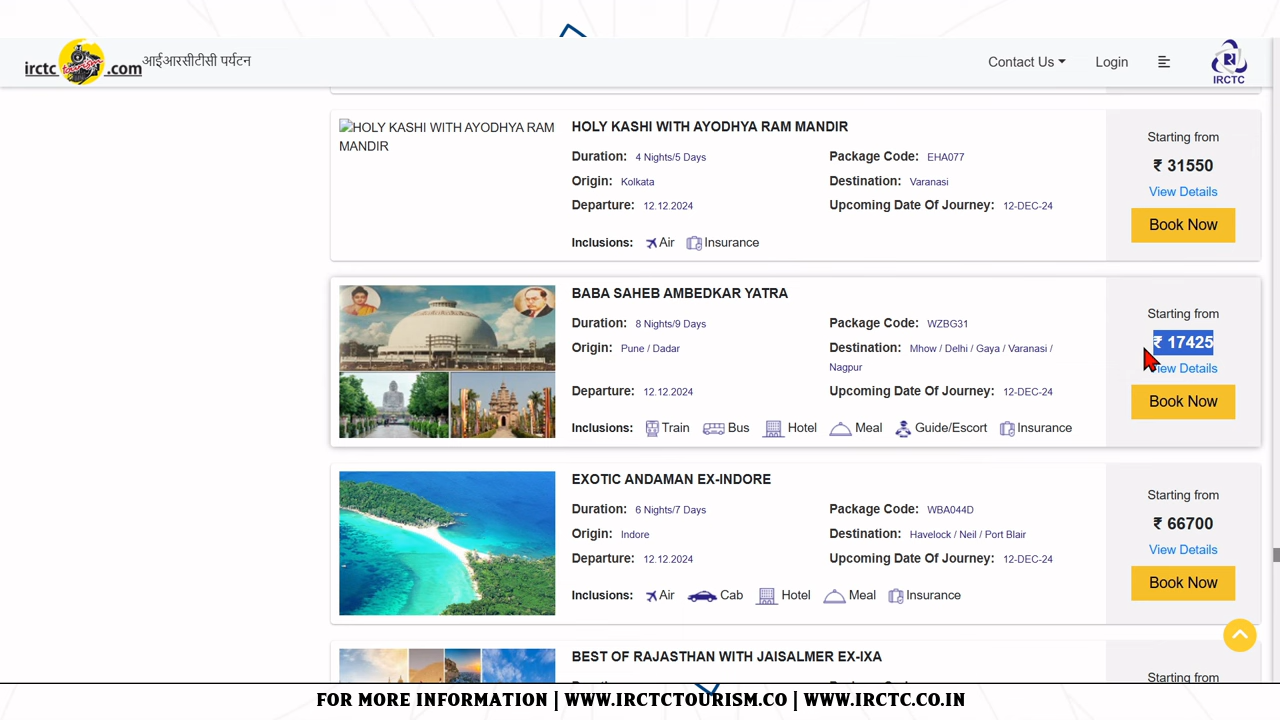 irctc tourism .com आईआरसीटीसी पर्यटन
Contact Us Login
IRCTC
HOLY KASHI WITH AYODHYA RAM MANDIR
HOLY KASHI WITH AYODHYA RAM MANDIR
Duration: 4 Nights/5 Days Package Code: EHA077
Origin: Kolkata Destination: Varanasi
Departure: 12.12.2024 Upcoming Date Of Journey: 12-DEC-24
Inclusions: Air Insurance
Starting from
₹ 31550
View Details
Book Now
BABA SAHEB AMBEDKAR YATRA
Duration: 8 Nights/9 Days Package Code: WZBG31
Origin: Pune / Dadar Destination: Mhow / Delhi / Gaya / Varanasi /
Nagpur
Departure: 12.12.2024 Upcoming Date Of Journey: 12-DEC-24
Inclusions: Train Bus Hotel Meal Guide/Escort Insurance
Starting from
₹ 17425
View Details
Book Now
EXOTIC ANDAMAN EX-INDORE
Duration: 6 Nights/7 Days Package Code: WBA044D
Origin: Indore Destination: Havelock / Neil / Port Blair
Departure: 12.12.2024 Upcoming Date Of Journey: 12-DEC-24
Inclusions: Air Cab Hotel Meal Insurance
Starting from
₹ 66700
View Details
Book Now
BEST OF RAJASTHAN WITH JAISALMER EX-IXA
Starting from
FOR MORE INFORMATION | WWW.IRCTCTOURISM.CO | WWW.IRCTC.CO.IN